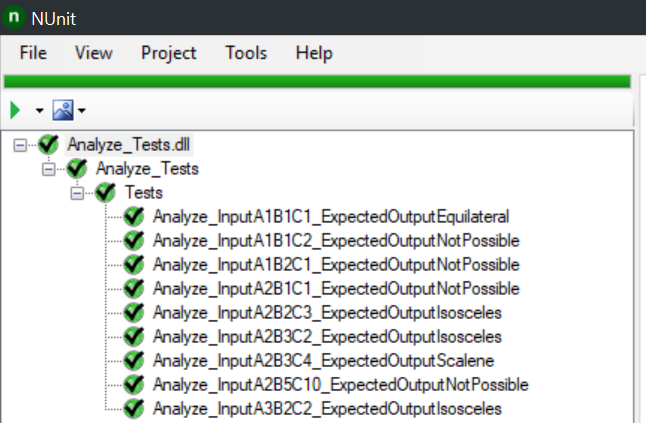 n NUnit
File View Project Tools Help
Analyze_Tests.dll
Analyze_Tests
Tests
Analyze_InputA1B1C1_ExpectedOutputEquilateral
Analyze_InputA1B1C2_ExpectedOutputNotPossible
Analyze_InputA1B2C1_ExpectedOutputNotPossible
Analyze_InputA2B1C1_ExpectedOutputNotPossible
Analyze_InputA2B2C3_ExpectedOutputIsosceles
Analyze_InputA2B3C2_ExpectedOutputIsosceles
Analyze_InputA2B3C4_ExpectedOutputScalene
Analyze_InputA2B5C10_ExpectedOutputNotPossible
Analyze_InputA3B2C2_ExpectedOutputIsosceles